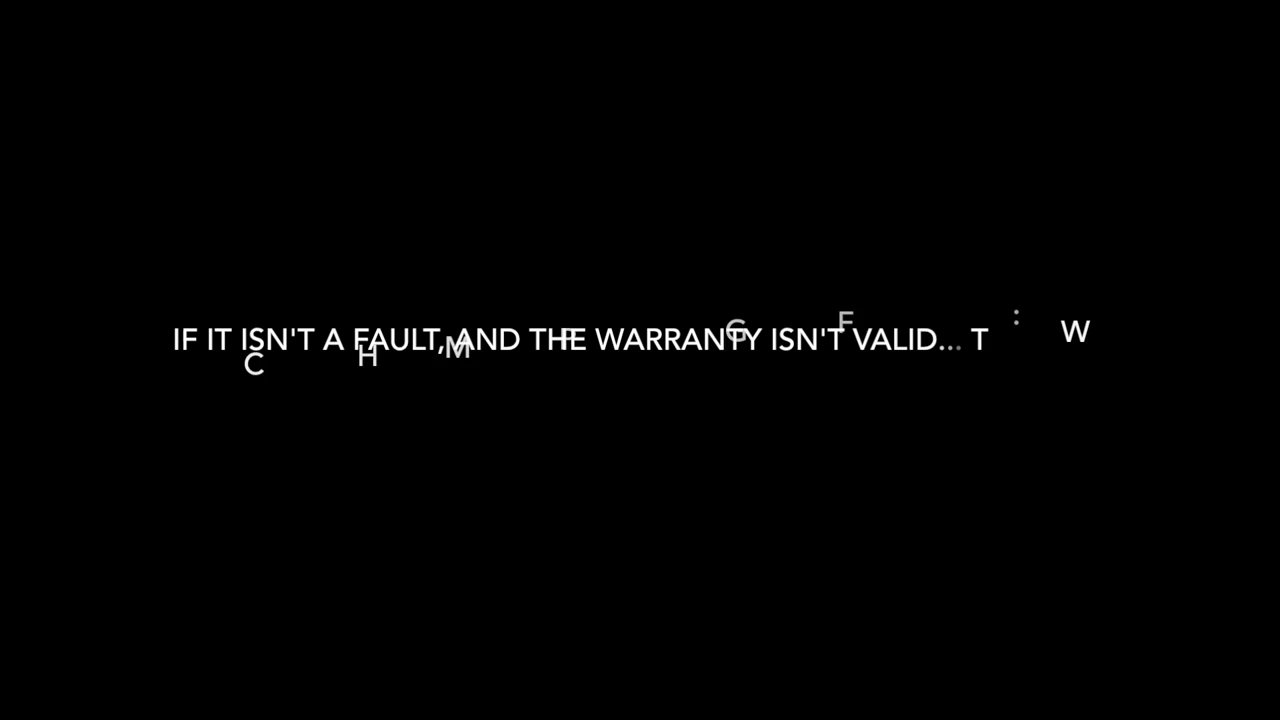 IF IT ISN'T A FAULT, AND THE WARRANTY ISN'T VALID... T : W
C H M F G F